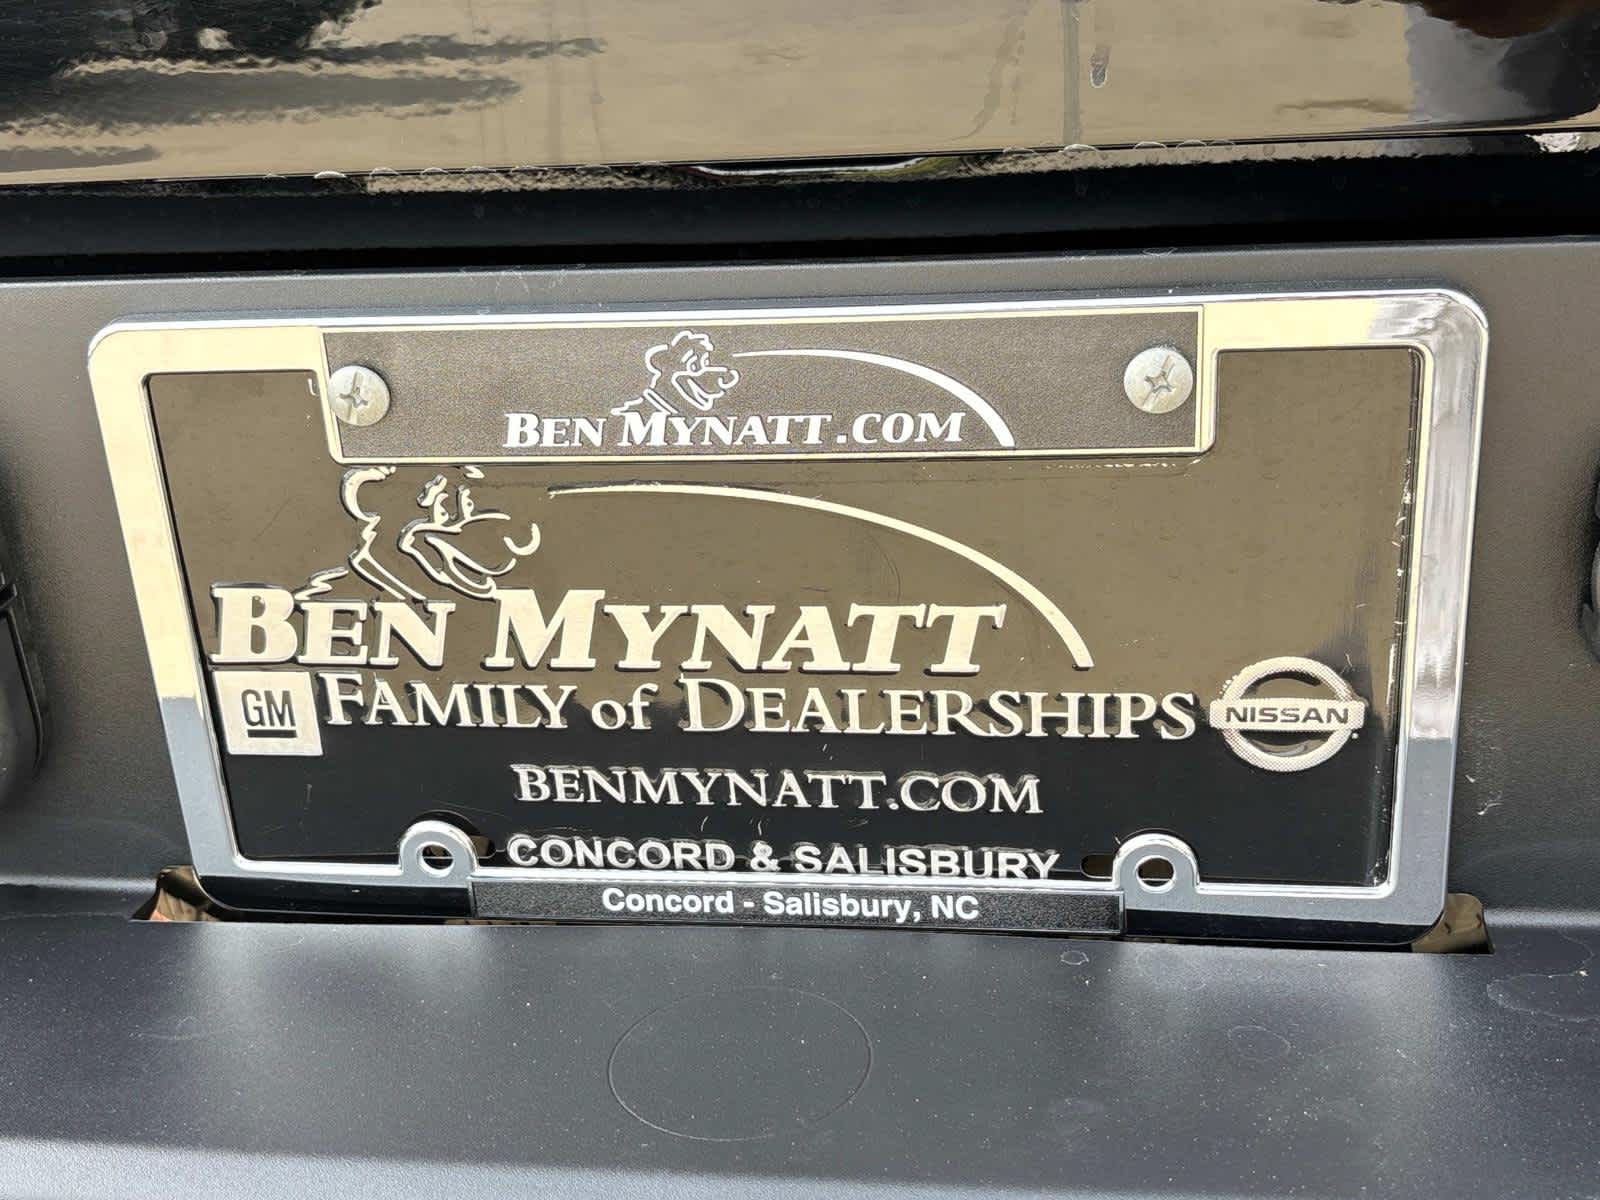 BEN MYNATT.COM
BEN MYNATT
GM FAMILY of DEALERSHIPS NISSAN
BENMYNATT.COM
CONCORD & SALISBURY
Concord - Salisbury, NC